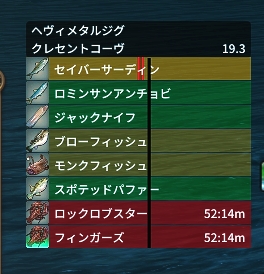 ヘヴィメタルジグ
クレセントコーヴ 19.3
セイバーサーディン
ロミンサンアンチョビ
ジャックナイフ
ブローフィッシュ
モンクフィッシュ
スポテッドパファー
ロックロブスター 52:14m
フィンガーズ 52:14m